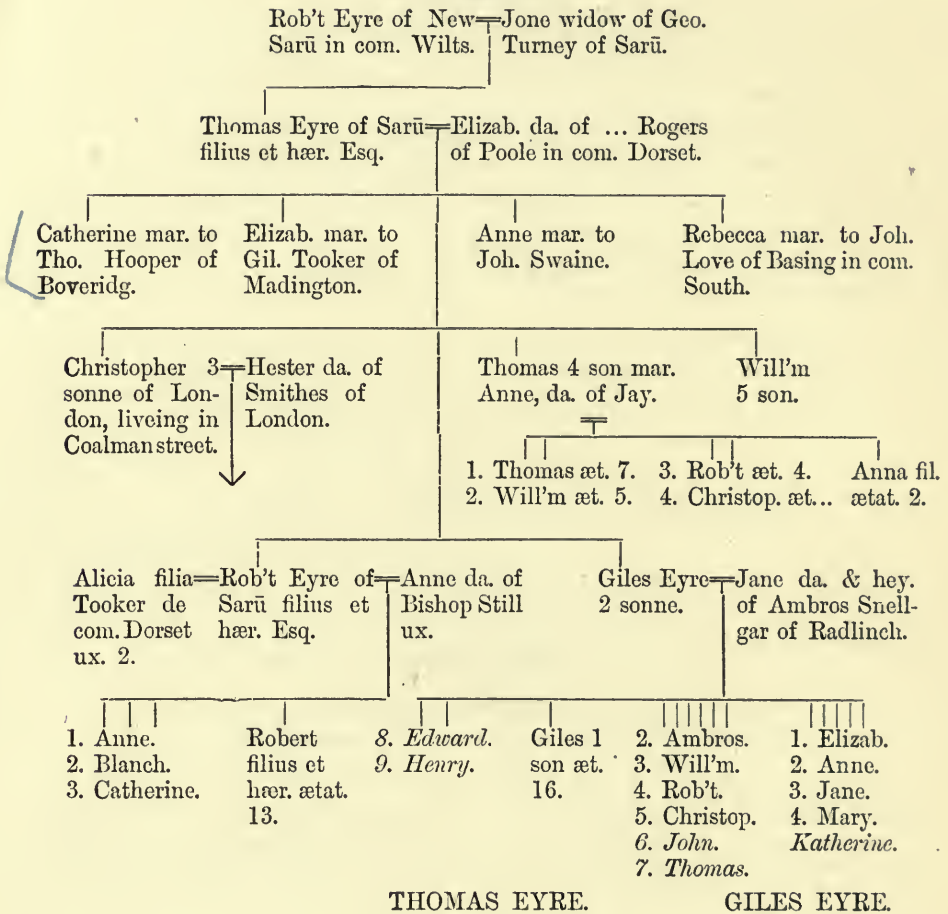 Rob't Eyre of New
Sarū in com. Wilts.
Jone widow of Geo.
Turney of Sarū.
Thomas Eyre of Sarū
filius et hær. Esq.
Elizab. da. of ... Rogers
of Poole in com. Dorset.
Catherine mar. to
Tho. Hooper of
Boveridg.
Elizab. mar. to
Gil. Tooker of
Madington.
Anne mar. to
Joh. Swaine.
Rebecca mar. to Joh.
Love of Basing in com.
South.
Christopher 3
sonne of Lon-
don, liveing in
Coalman street.
Hester da. of
Smithes of
London.
Thomas 4 son mar.
Anne, da. of Jay.
Will'm
5 son.
1. Thomas æt. 7.
2. Will'm æt. 5.
3. Rob't æt. 4.
4. Christop. æt...
Anna fil.
ætat. 2.
Alicia filia
Tooker de
com. Dorset
ux. 2.
Rob't Eyre of
Sarū filius et
hær. Esq.
Anne da. of
Bishop Still
ux.
Giles Eyre
2 sonne.
Jane da. & hey.
of Ambros Snell-
gar of Radlinch.
1. Anne.
2. Blanch.
3. Catherine.
Robert
filius et
hær. ætat.
13.
8. Edward.
9. Henry.
Giles 1
son æt.
16.
2. Ambros.
3. Will'm.
4. Rob't.
5. Christop.
6. John.
7. Thomas.
1. Elizab.
2. Anne.
3. Jane.
4. Mary.
Katherine.
THOMAS EYRE.
GILES EYRE.